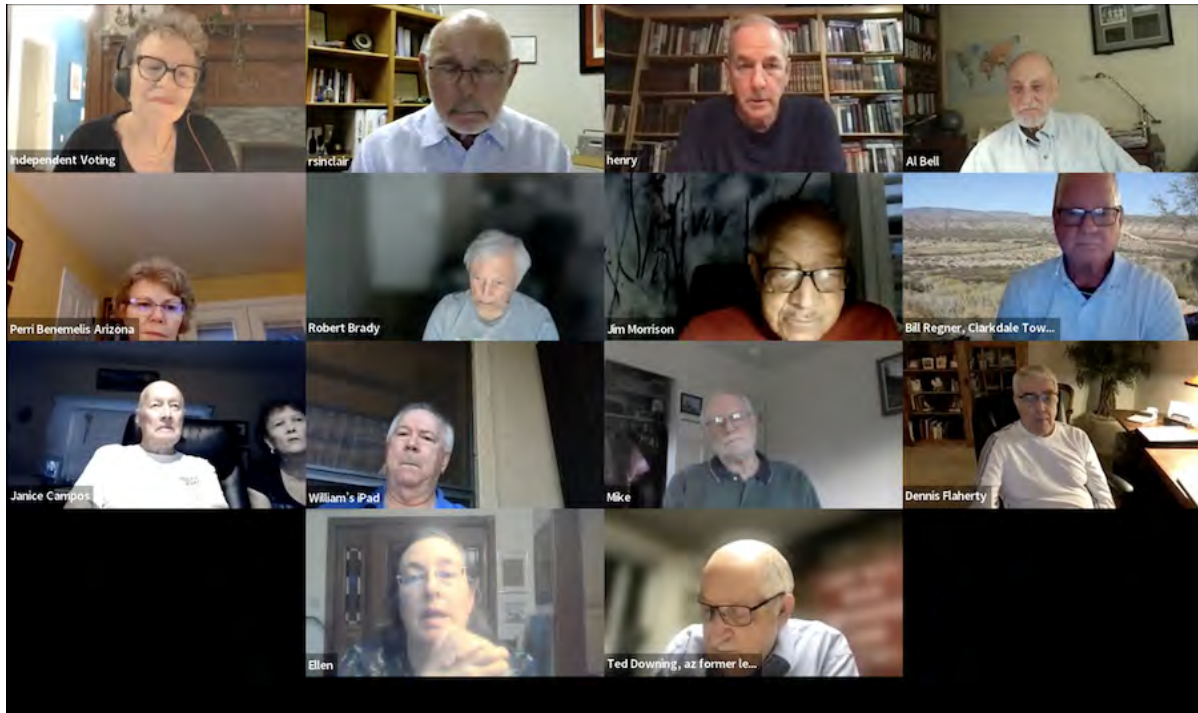 Independent Voting
rsinclair
henry
Al Bell
Perri Benemelis Arizona
Robert Brady
Jim Morrison
Bill Regner, Clarkdale Tow...
Janice Campos
William's iPad
Mike
Dennis Flaherty
Ellen
Ted Downing, az former le...